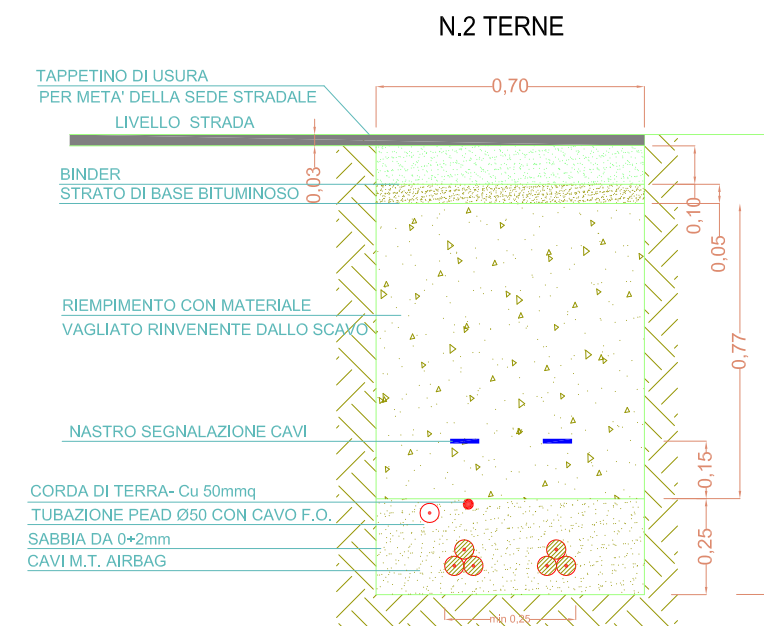 N.2 TERNE
TAPPETINO DI USURA
PER META' DELLA SEDE STRADALE
LIVELLO STRADA
0,70
0,03
BINDER
STRATO DI BASE BITUMINOSO
0,10
0,05
RIEMPIMENTO CON MATERIALE
VAGLIATO RINVENENTE DALLO SCAVO
0,77
NASTRO SEGNALAZIONE CAVI
0,15
CORDA DI TERRA- Cu 50mmq
TUBAZIONE PEAD Ø50 CON CAVO F.O.
SABBIA DA 0÷2mm
CAVI M.T. AIRBAG
0,25
min 0,25